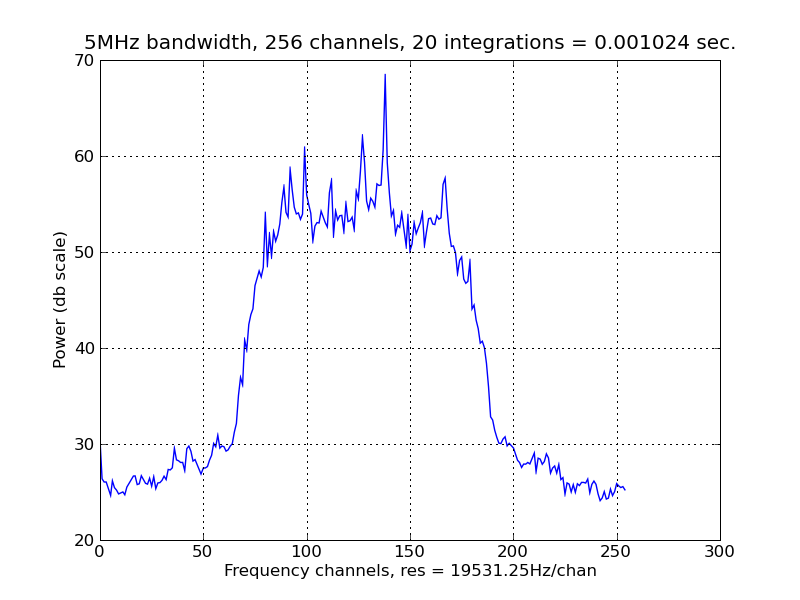 5MHz bandwidth, 256 channels, 20 integrations = 0.001024 sec.
70
60
50
40
30
20
Power (db scale)
0 50 100 150 200 250 300
Frequency channels, res = 19531.25Hz/chan